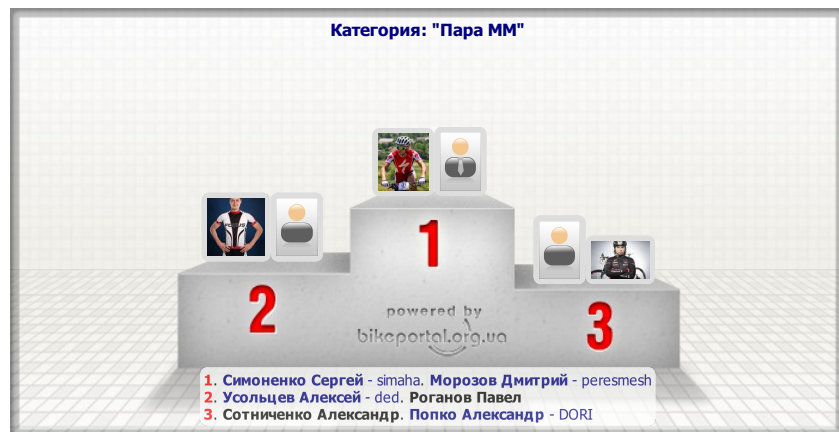 Категория: "Пара ММ"
1
2
3
powered by
bikeportal.org.ua
1. Симоненко Сергей - simaha. Морозов Дмитрий - peresmesh
2. Усольцев Алексей - ded. Роганов Павел
3. Сотниченко Александр. Попко Александр - DORI